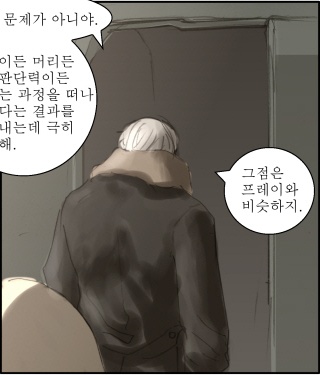 문제가 아니야.
이든 머리든
판단력이든
는 과정을 떠나
다는 결과를
내는데 극히
해.
그점은
프레이와
비슷하지.